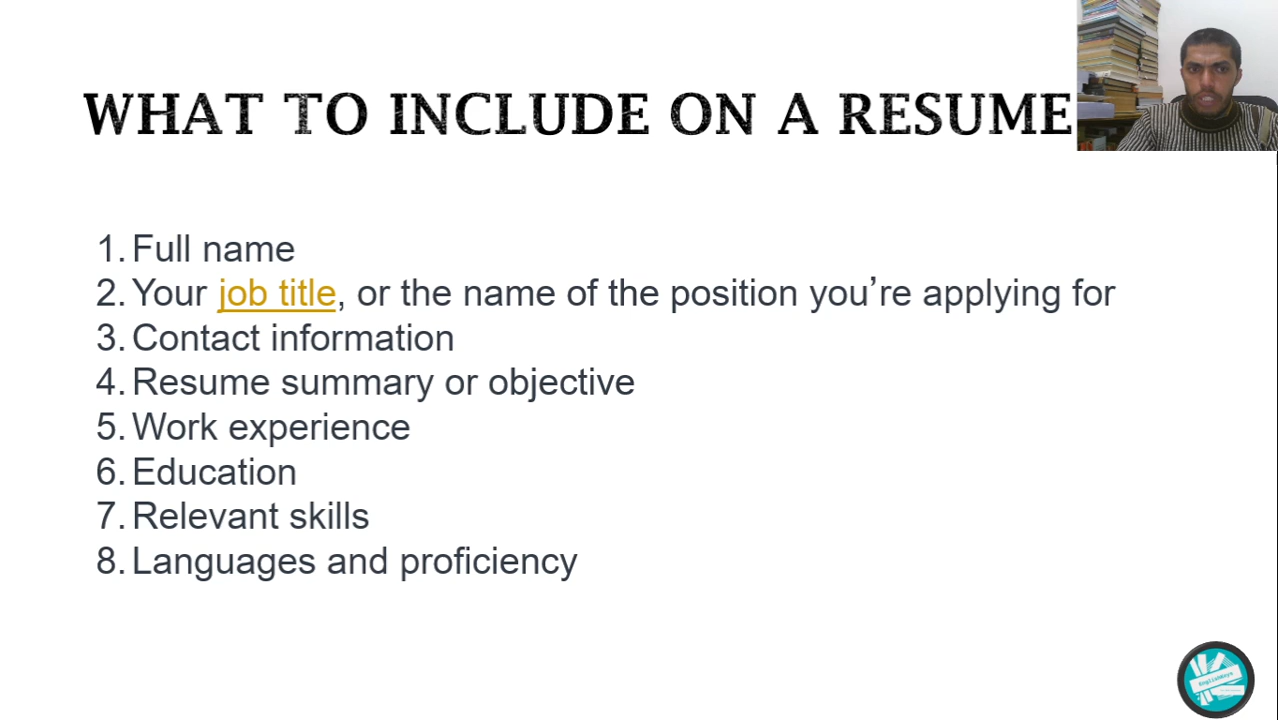 WHAT TO INCLUDE ON A RESUME
1. Full name
2. Your job title, or the name of the position you’re applying for
3. Contact information
4. Resume summary or objective
5. Work experience
6. Education
7. Relevant skills
8. Languages and proficiency